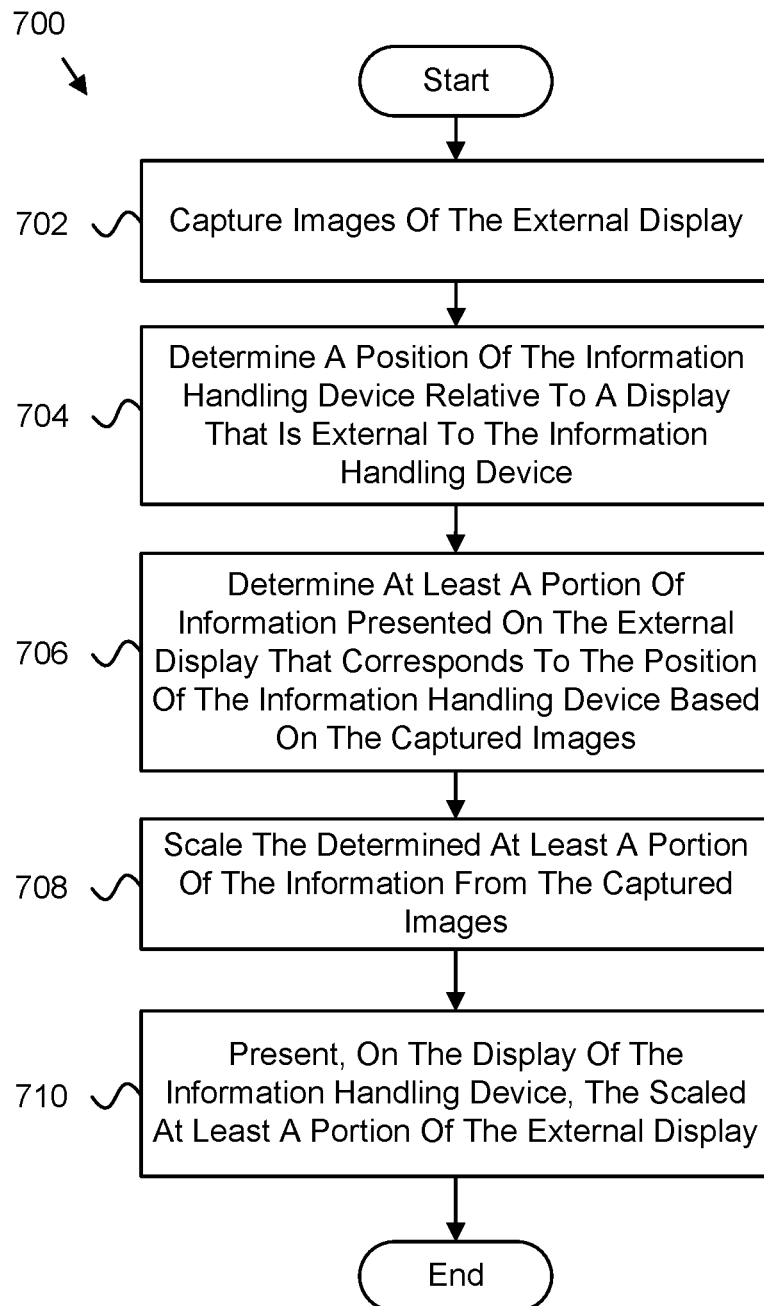 700
Start
702
Capture Images Of The External Display
704
Determine A Position Of The Information
Handling Device Relative To A Display
That Is External To The Information
Handling Device
706
Determine At Least A Portion Of
Information Presented On The External
Display That Corresponds To The Position
Of The Information Handling Device Based
On The Captured Images
708
Scale The Determined At Least A Portion
Of The Information From The Captured
Images
710
Present, On The Display Of The
Information Handling Device, The Scaled
At Least A Portion Of The External Display
End